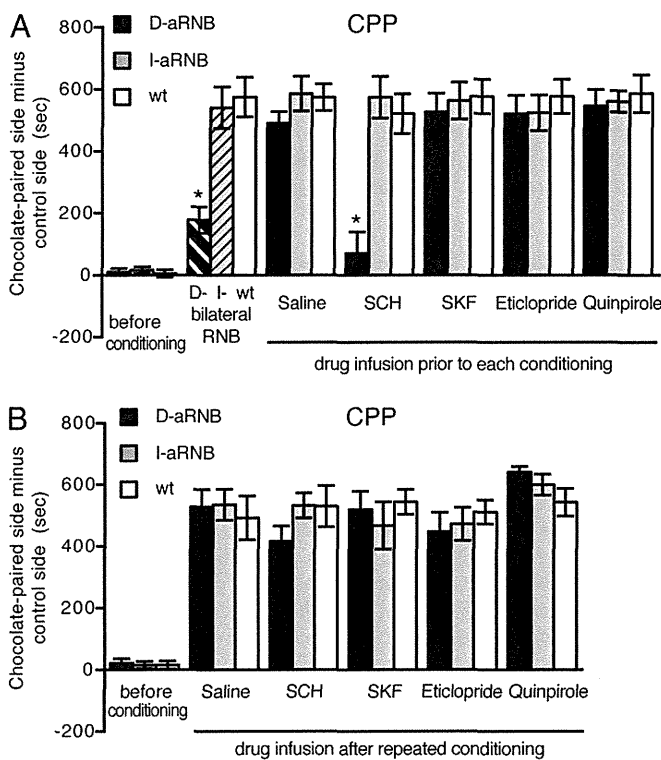 A
CPP
D-aRNB
I-aRNB
wt
Chocolate-paired side minus
control side (sec)
800
600
400
200
0
-200
*
*
before
conditioning
D- I- wt
bilateral
RNB
Saline
SCH
SKF
Eticlopride
Quinpirole
drug infusion prior to each conditioning
B
CPP
D-aRNB
I-aRNB
wt
Chocolate-paired side minus
control side (sec)
800
600
400
200
0
-200
before
conditioning
Saline
SCH
SKF
Eticlopride
Quinpirole
drug infusion after repeated conditioning